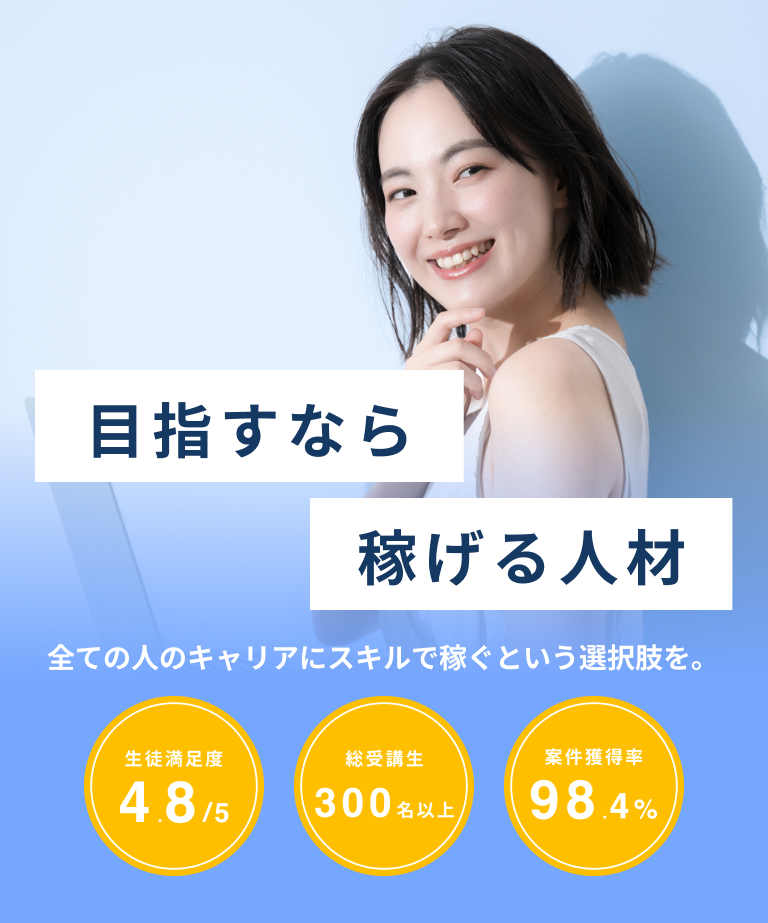 目指すなら
稼げる人材
全ての人のキャリアにスキルで稼ぐという選択肢を。
生徒満足度
4.8/5
総受講生
300名以上
案件獲得率
98.4%